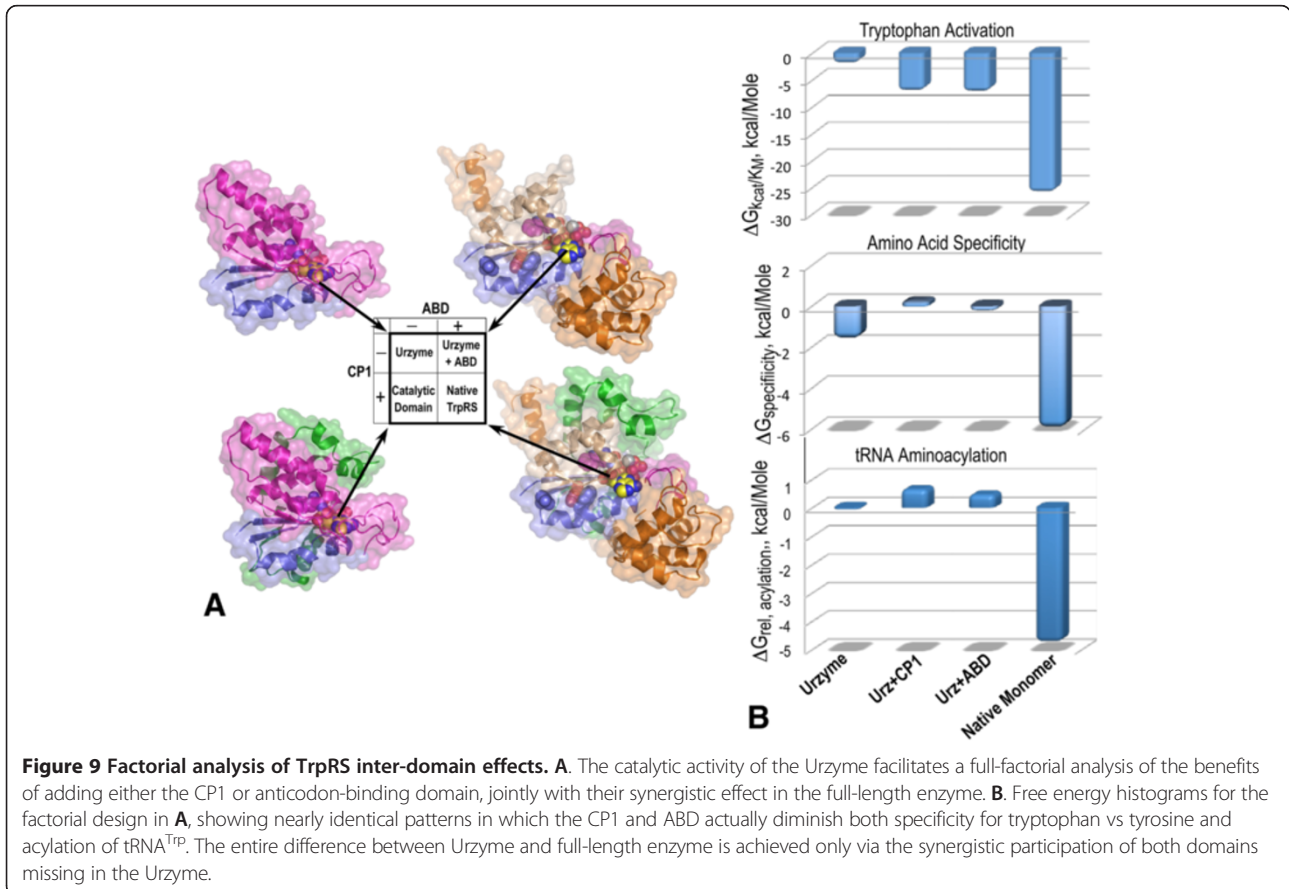 ABD
− +
CP1
− Urzyme Urzyme + ABD
+ Catalytic Domain Native TrpRS
A
Tryptophan Activation
ΔGkcat/KM, kcal/Mole
0
-5
-10
-15
-20
-25
-30
Amino Acid Specificity
ΔGspecifiicity, kcal/Mole
2
0
-2
-4
-6
tRNA Aminoacylation
ΔGrel, acylation,, kcal/Mole
1
0
-1
-2
-3
-4
-5
Urzyme
Urz+CP1
Urz+ABD
Native Monomer
B
Figure 9 Factorial analysis of TrpRS inter-domain effects. A. The catalytic activity of the Urzyme facilitates a full-factorial analysis of the benefits
of adding either the CP1 or anticodon-binding domain, jointly with their synergistic effect in the full-length enzyme. B. Free energy histograms for the
factorial design in A, showing nearly identical patterns in which the CP1 and ABD actually diminish both specificity for tryptophan vs tyrosine and
acylation of tRNATrp. The entire difference between Urzyme and full-length enzyme is achieved only via the synergistic participation of both domains
missing in the Urzyme.